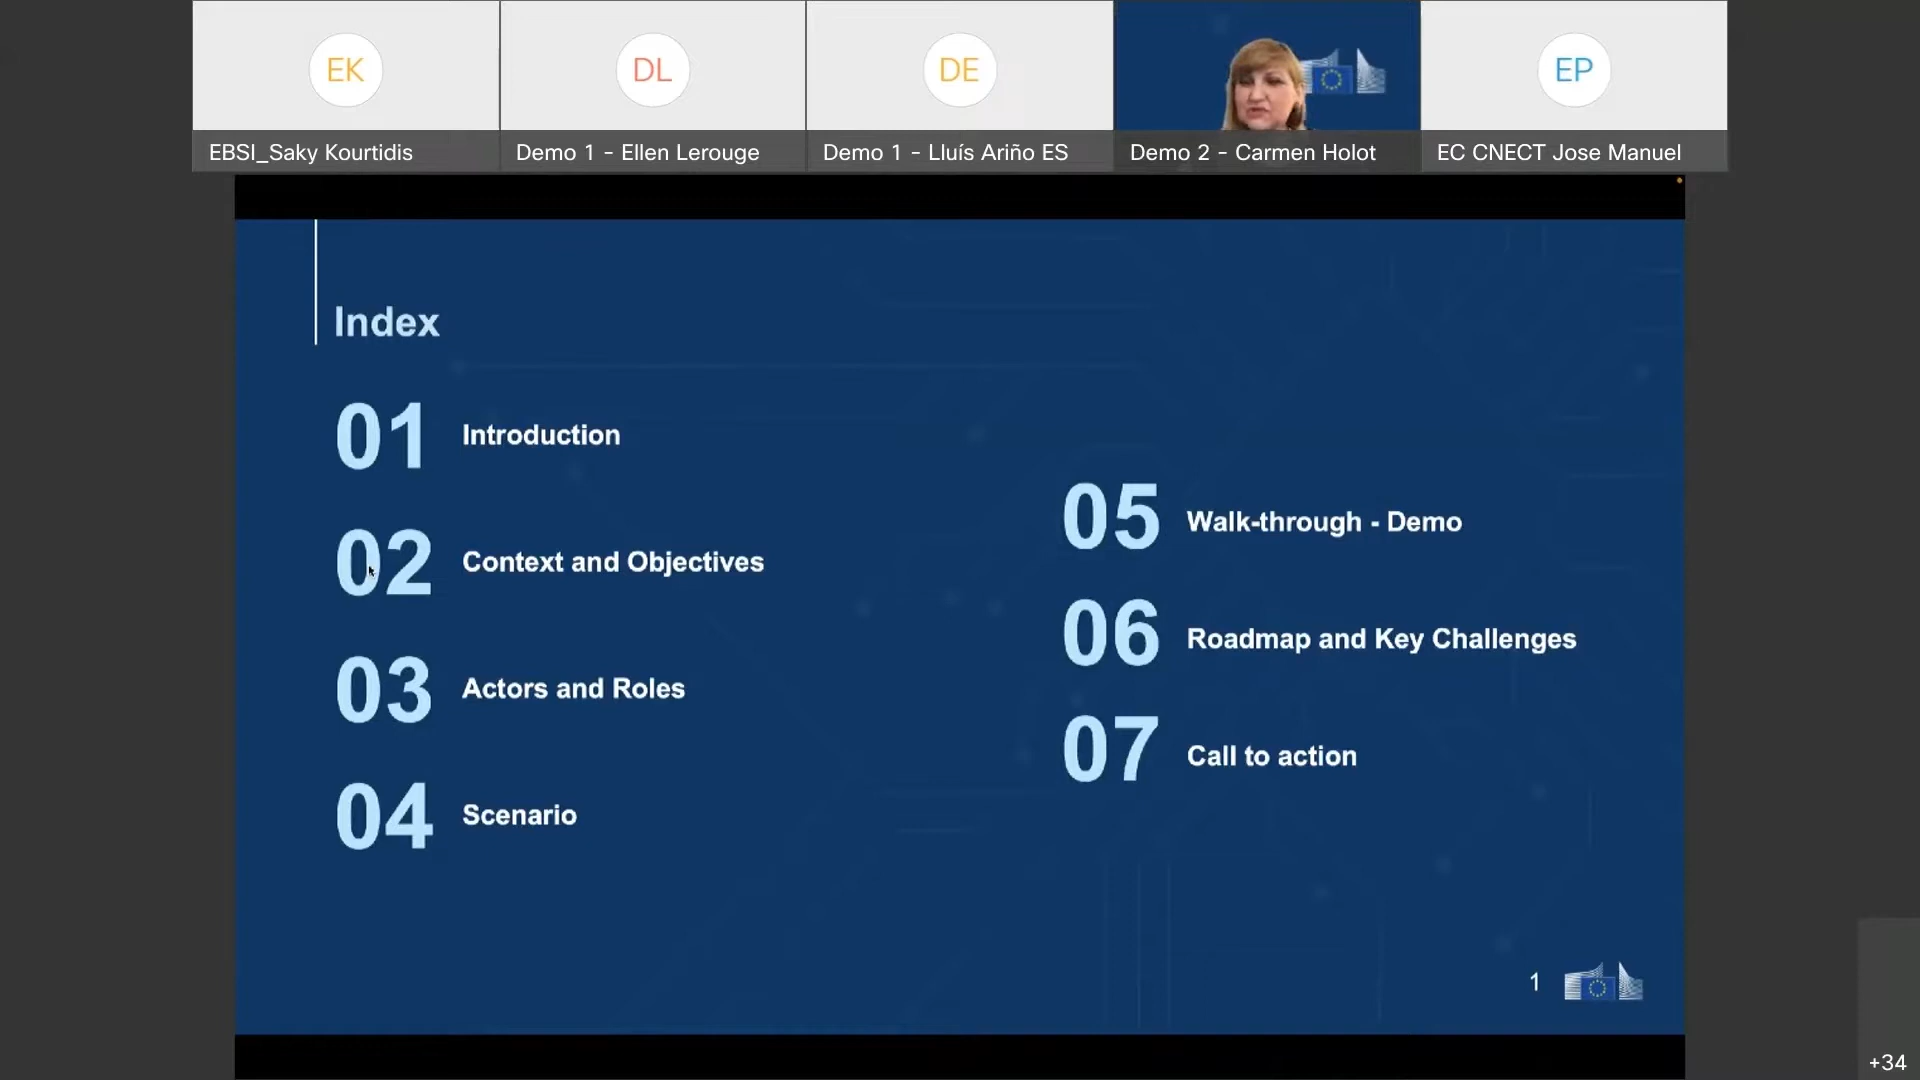 EK
DL
DE
EP
EBSI_Saky Kourtidis
Demo 1 - Ellen Lerouge
Demo 1 - Lluís Ariño ES
Demo 2 - Carmen Holot
EC CNECT Jose Manuel
Index
01 Introduction
02 Context and Objectives
03 Actors and Roles
04 Scenario
05 Walk-through - Demo
06 Roadmap and Key Challenges
07 Call to action
1
+34